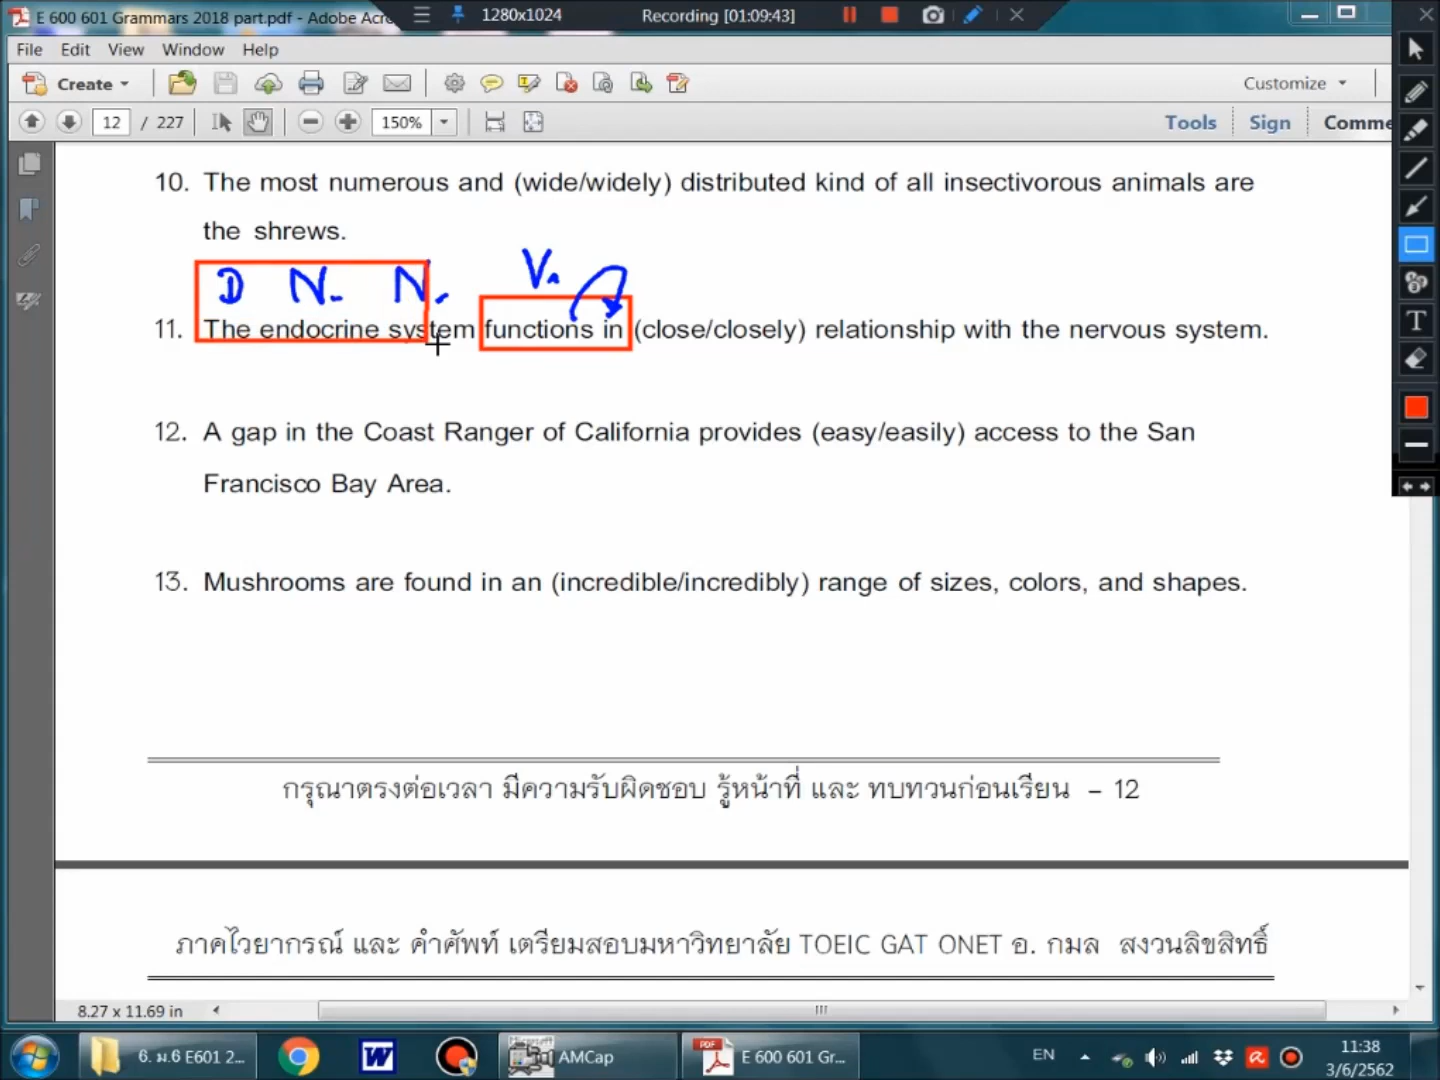 E 600 601 Grammars 2018 part.pdf - Adobe Acro
1280x1024
Recording [01:09:43]
File Edit View Window Help
Create
Customize
12 / 227
150%
Tools Sign Comme
10. The most numerous and (wide/widely) distributed kind of all insectivorous animals are
the shrews.
D N. N. V.
11. The endocrine system functions in (close/closely) relationship with the nervous system.
12. A gap in the Coast Ranger of California provides (easy/easily) access to the San
Francisco Bay Area.
13. Mushrooms are found in an (incredible/incredibly) range of sizes, colors, and shapes.
กรุณาตรงต่อเวลา มีความรับผิดชอบ รู้หน้าที่ และ ทบทวนก่อนเรียน – 12
ภาคไวยากรณ์ และ คำศัพท์ เตรียมสอบมหาวิทยาลัย TOEIC GAT ONET อ. กมล สงวนลิขสิทธิ์
8.27 x 11.69 in
6. ม.6 E601 2...
AMCap
E 600 601 Gr...
EN
11:38
3/6/2562